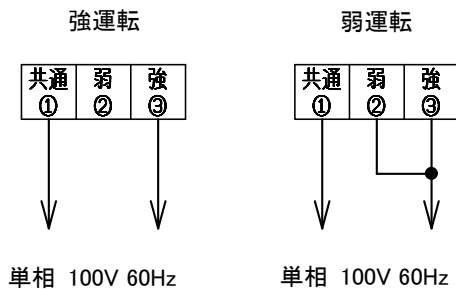 強運転
共通 弱 強
① ② ③
単相 100V 60Hz
弱運転
共通 弱 強
① ② ③
単相 100V 60Hz